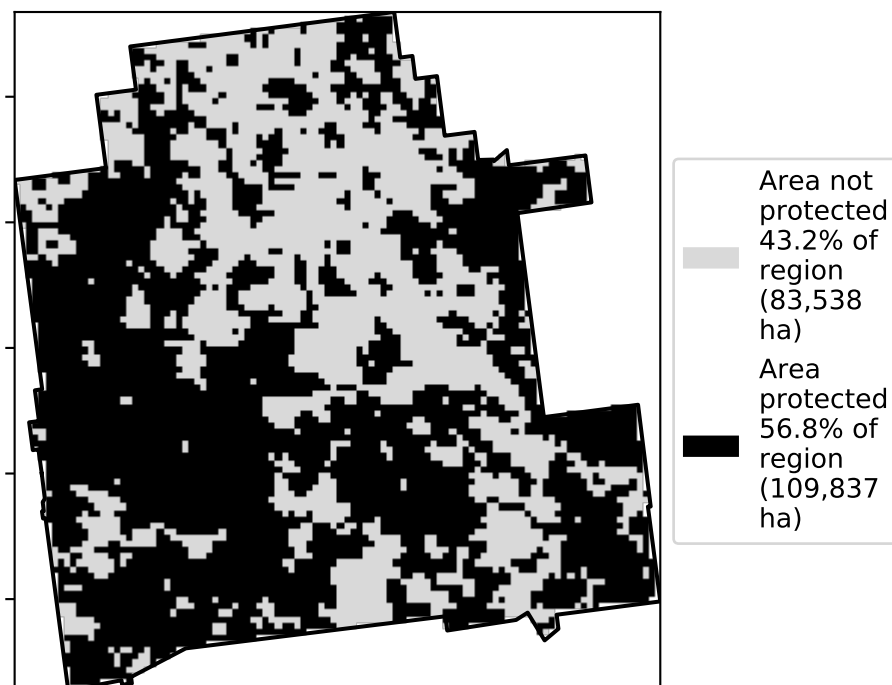 Area not
protected
43.2% of
region
(83,538
ha)
Area
protected
56.8% of
region
(109,837
ha)